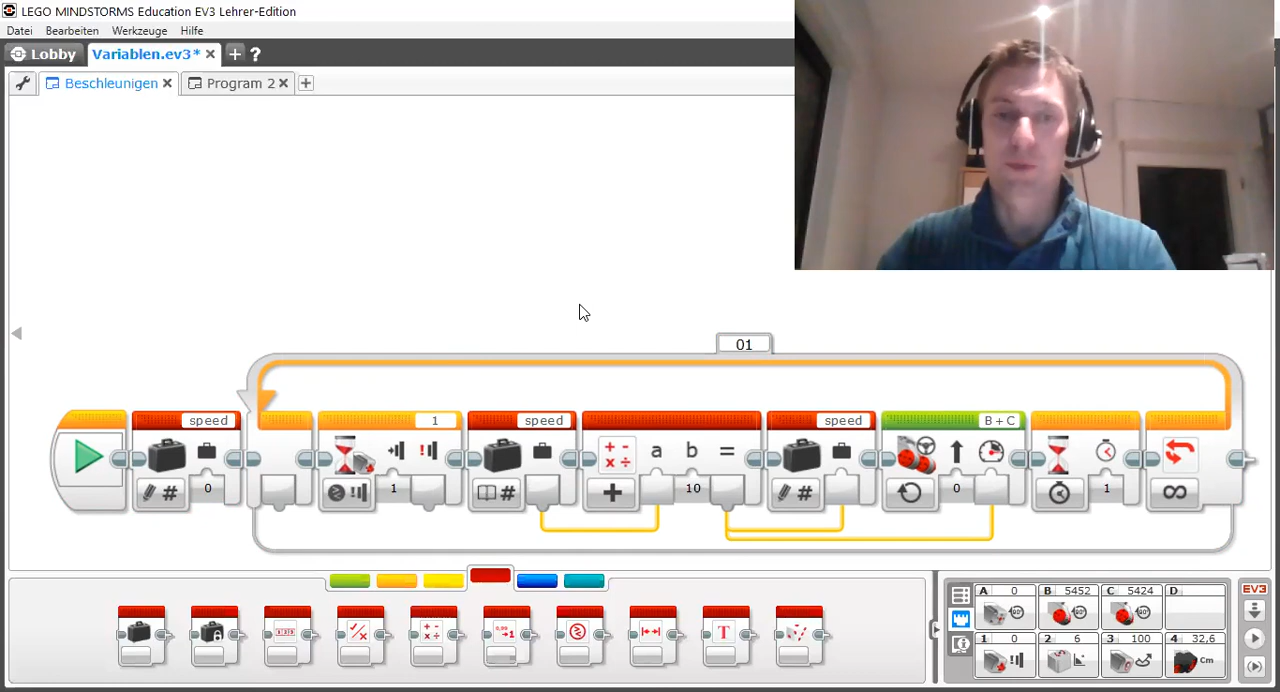 LEGO MINDSTORMS Education EV3 Lehrer-Edition
Datei Bearbeiten Werkzeuge Hilfe
Lobby Variablen.ev3* + ?
Beschleunigen Program 2
01
speed 1 speed speed B + C
a b =
# 0 1 # + 10 # 0 1 ∞
A 0 B 5452 C 5424 D EV3
1 0 2 6 3 100 4 32,6
Cm
T